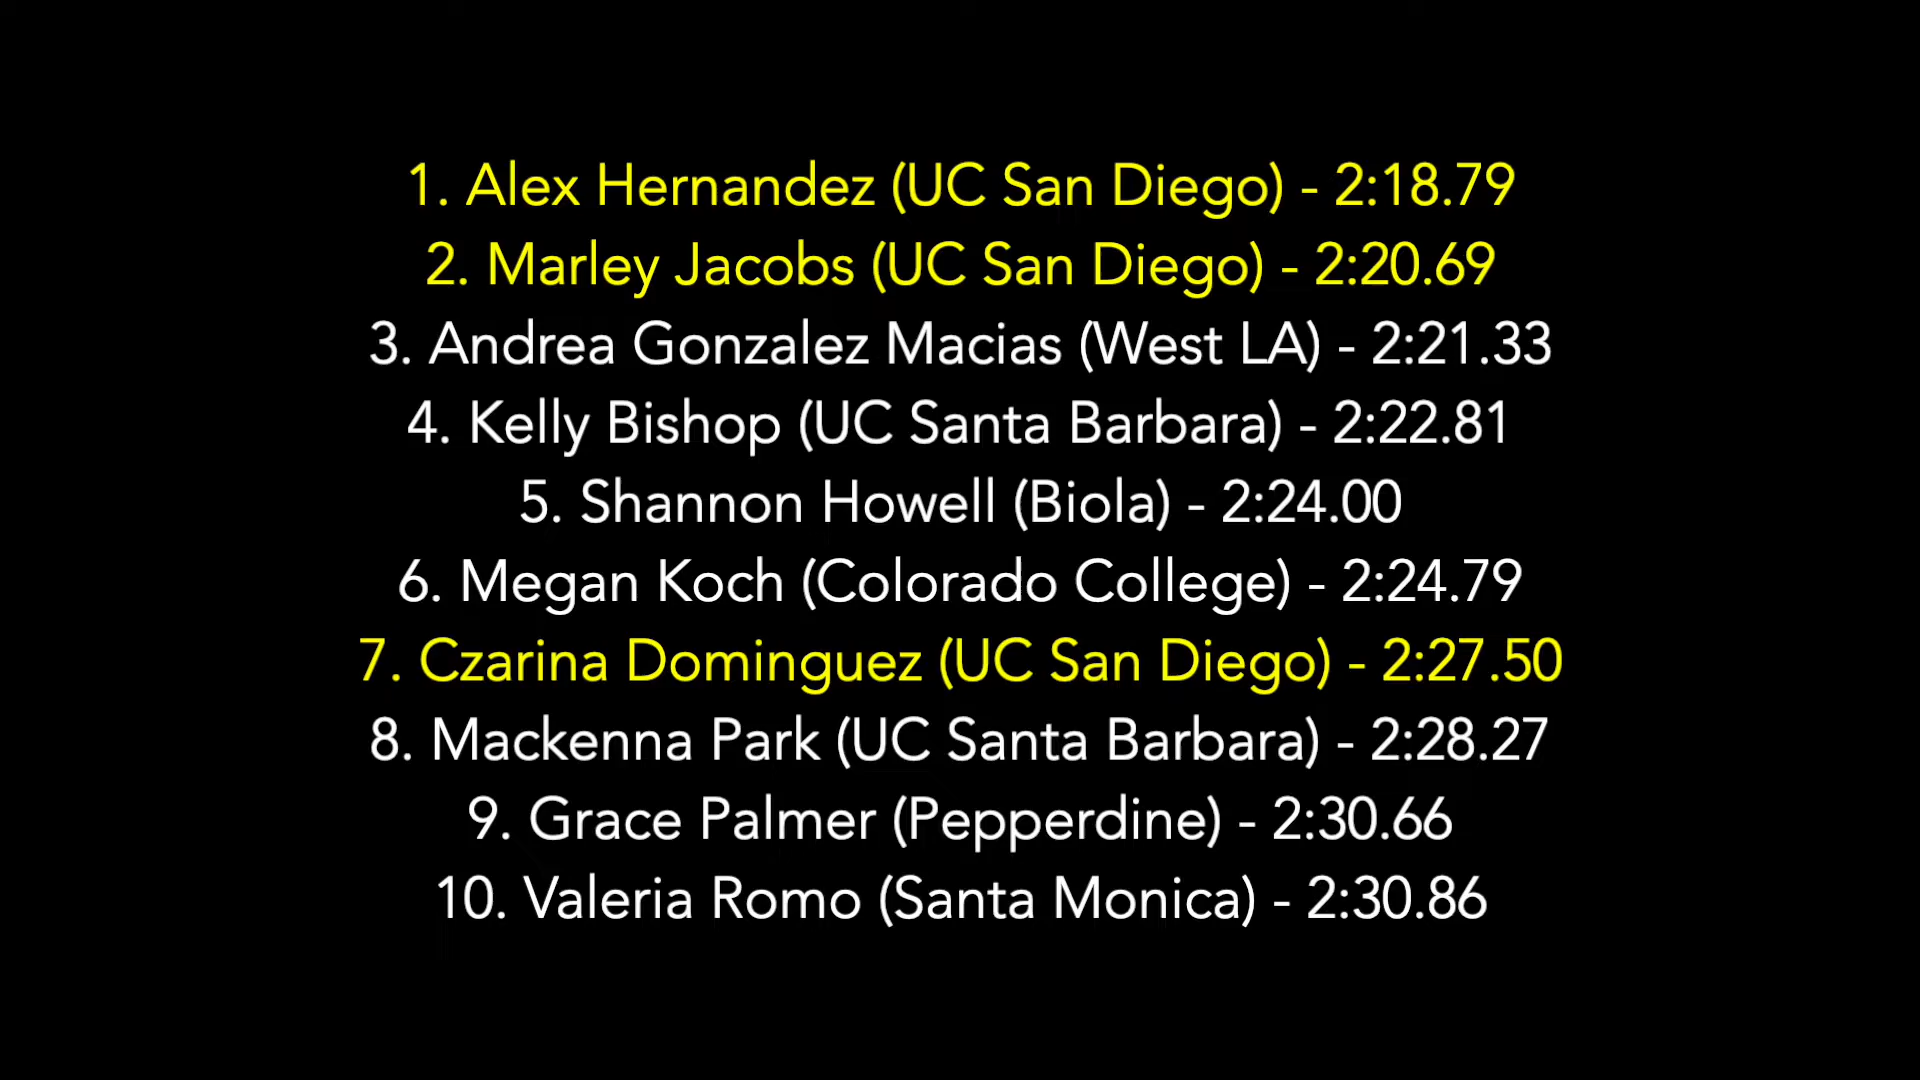 1. Alex Hernandez (UC San Diego) - 2:18.79
2. Marley Jacobs (UC San Diego) - 2:20.69
3. Andrea Gonzalez Macias (West LA) - 2:21.33
4. Kelly Bishop (UC Santa Barbara) - 2:22.81
5. Shannon Howell (Biola) - 2:24.00
6. Megan Koch (Colorado College) - 2:24.79
7. Czarina Dominguez (UC San Diego) - 2:27.50
8. Mackenna Park (UC Santa Barbara) - 2:28.27
9. Grace Palmer (Pepperdine) - 2:30.66
10. Valeria Romo (Santa Monica) - 2:30.86